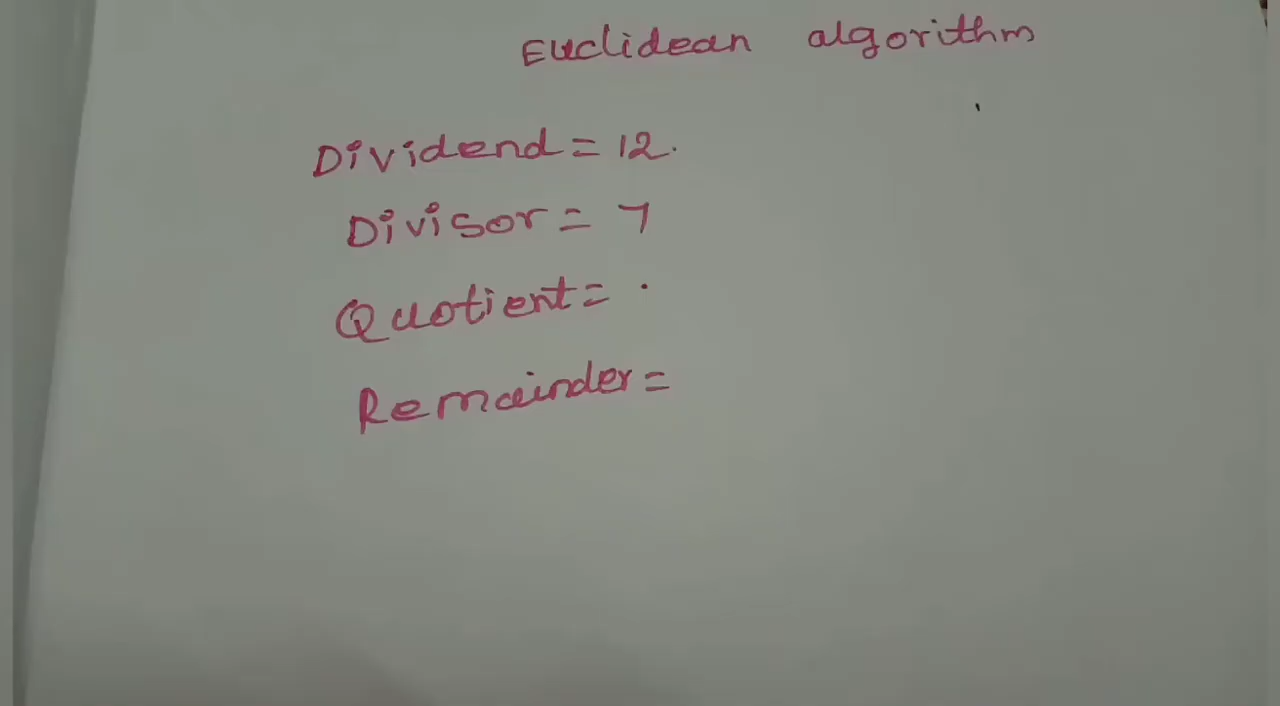 Euclidean algorithm
Dividend = 12.
Divisor = 7
Quotient = .
Remainder =